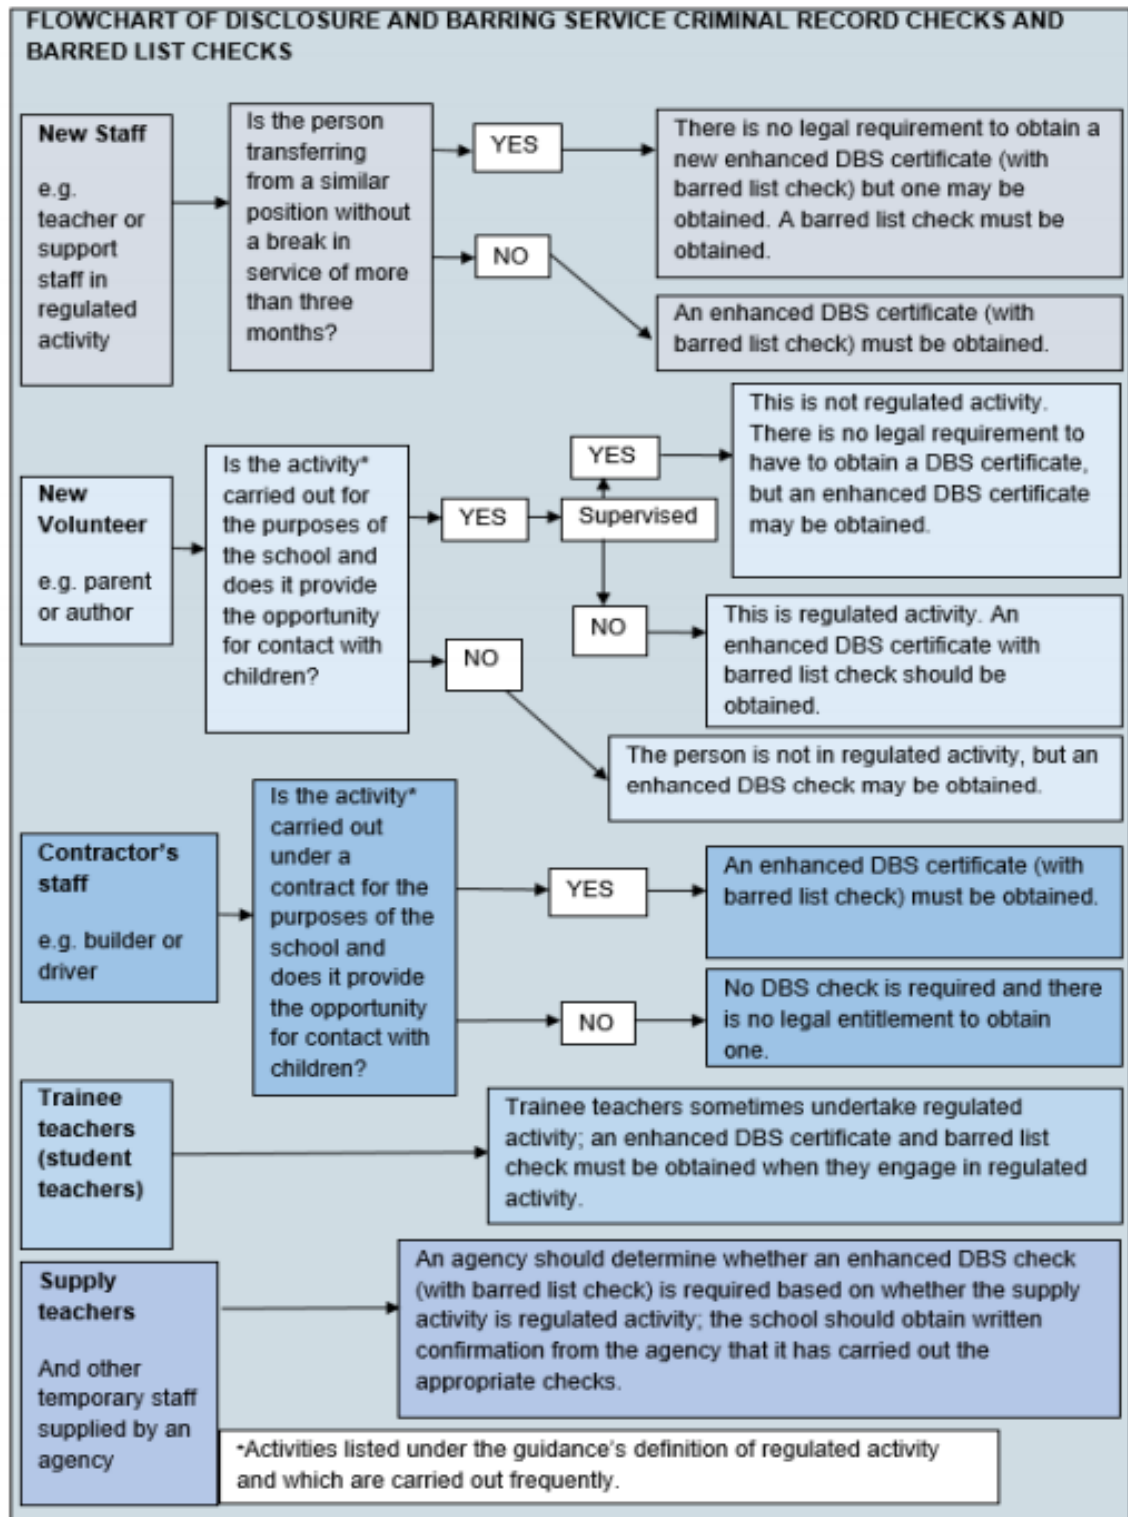 FLOWCHART OF DISCLOSURE AND BARRING SERVICE CRIMINAL RECORD CHECKS AND
BARRED LIST CHECKS
New Staff
e.g.
teacher or
support
staff in
regulated
activity
Is the person
transferring
from a similar
position without
a break in
service of more
than three
months?
YES
There is no legal requirement to obtain a
new enhanced DBS certificate (with
barred list check) but one may be
obtained. A barred list check must be
obtained.
NO
An enhanced DBS certificate (with
barred list check) must be obtained.
New
Volunteer
e.g. parent
or author
Is the activity*
carried out for
the purposes of
the school and
does it provide
the opportunity
for contact with
children?
YES
Supervised
YES
This is not regulated activity.
There is no legal requirement to
have to obtain a DBS certificate,
but an enhanced DBS certificate
may be obtained.
NO
This is regulated activity. An
enhanced DBS certificate with
barred list check should be
obtained.
NO
The person is not in regulated activity, but an
enhanced DBS check may be obtained.
Contractor's
staff
e.g. builder or
driver
Is the activity*
carried out
under a
contract for the
purposes of the
school and
does it provide
the opportunity
for contact with
children?
YES
An enhanced DBS certificate (with
barred list check) must be obtained.
NO
No DBS check is required and there
is no legal entitlement to obtain
one.
Trainee
teachers
(student
teachers)
Trainee teachers sometimes undertake regulated
activity; an enhanced DBS certificate and barred list
check must be obtained when they engage in regulated
activity.
Supply
teachers
And other
temporary staff
supplied by an
agency
An agency should determine whether an enhanced DBS check
(with barred list check) is required based on whether the supply
activity is regulated activity; the school should obtain written
confirmation from the agency that it has carried out the
appropriate checks.
*Activities listed under the guidance's definition of regulated activity
and which are carried out frequently.